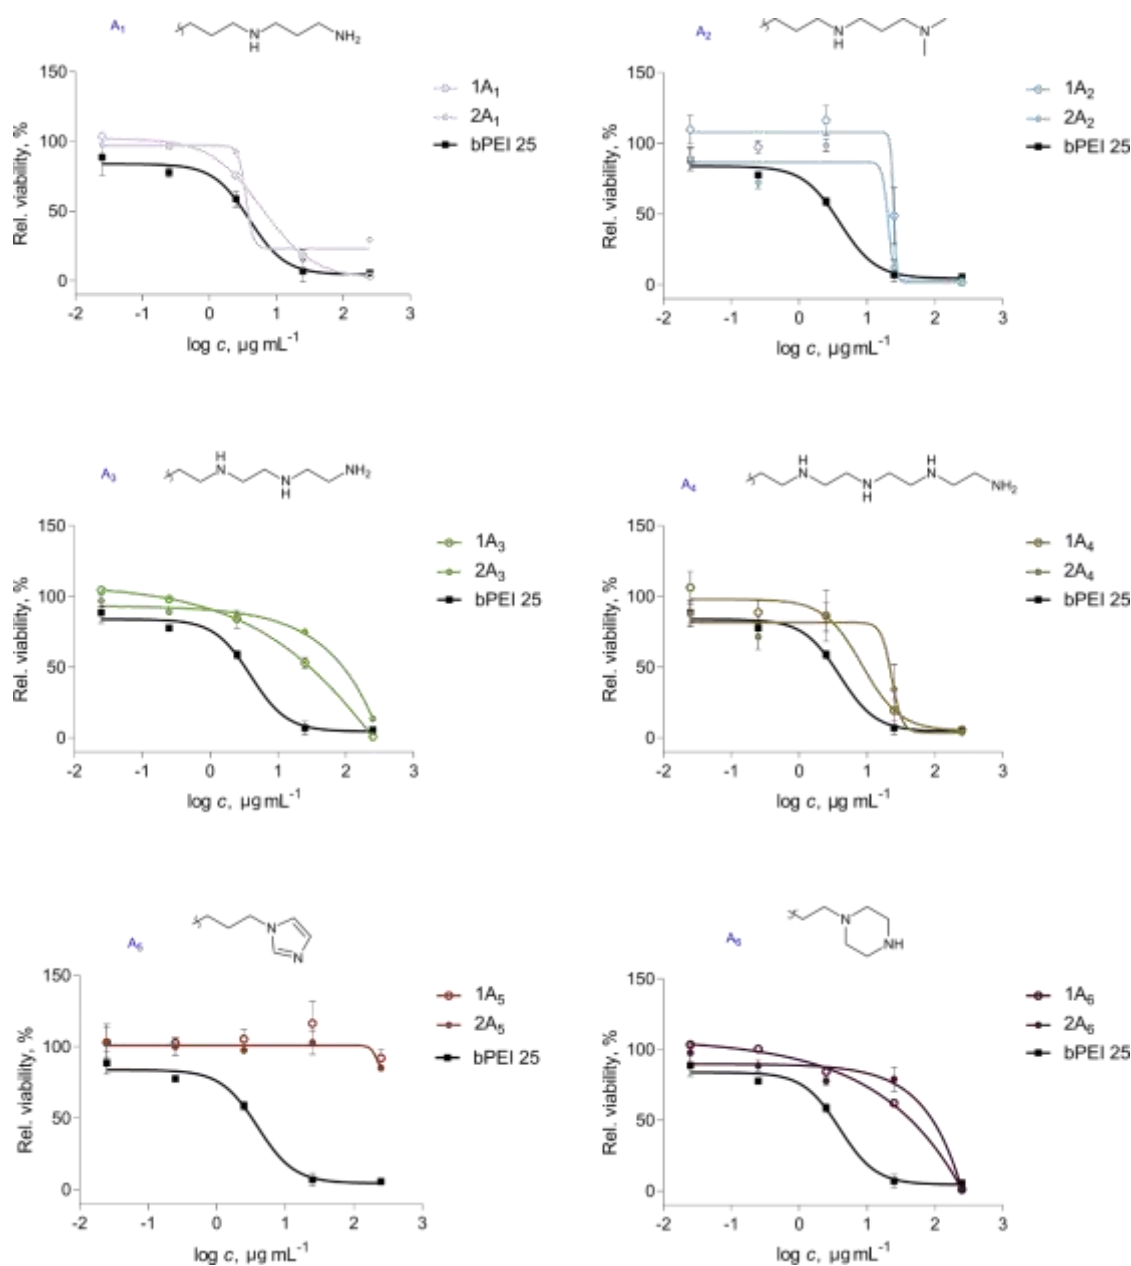 A₁
N
H
NH₂
150
100
50
0
Rel. viability, %
-2 -1 0 1 2 3
log c, µg mL⁻¹
1A₁
2A₁
bPEI 25
A₂
N
H
N
150
100
50
0
Rel. viability, %
-2 -1 0 1 2 3
log c, µg mL⁻¹
1A₂
2A₂
bPEI 25
A₃
H
N
N
H
NH₂
150
100
50
0
Rel. viability, %
-2 -1 0 1 2 3
log c, µg mL⁻¹
1A₃
2A₃
bPEI 25
A₄
H
N
N
H
H
N
NH₂
150
100
50
0
Rel. viability, %
-2 -1 0 1 2 3
log c, µg mL⁻¹
1A₄
2A₄
bPEI 25
A₆
N
N
150
100
50
0
Rel. viability, %
-2 -1 0 1 2 3
log c, µg mL⁻¹
1A₅
2A₅
bPEI 25
A₅
N
NH
150
100
50
0
Rel. viability, %
-2 -1 0 1 2 3
log c, µg mL⁻¹
1A₆
2A₆
bPEI 25